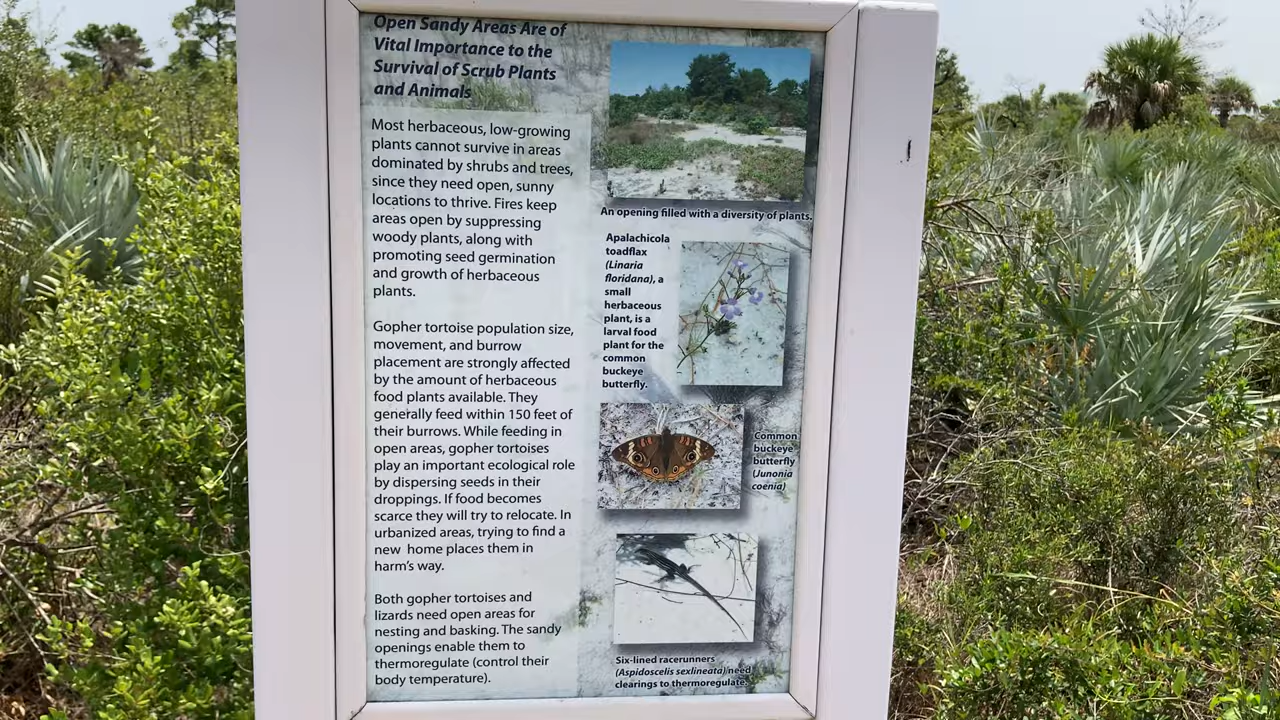 Open Sandy Areas Are of
Vital Importance to the
Survival of Scrub Plants
and Animals
Most herbaceous, low-growing
plants cannot survive in areas
dominated by shrubs and trees,
since they need open, sunny
locations to thrive. Fires keep
areas open by suppressing
woody plants, along with
promoting seed germination
and growth of herbaceous
plants.
Gopher tortoise population size,
movement, and burrow
placement are strongly affected
by the amount of herbaceous
food plants available. They
generally feed within 150 feet of
their burrows. While feeding in
open areas, gopher tortoises
play an important ecological role
by dispersing seeds in their
droppings. If food becomes
scarce they will try to relocate. In
urbanized areas, trying to find a
new home places them in
harm's way.
Both gopher tortoises and
lizards need open areas for
nesting and basking. The sandy
openings enable them to
thermoregulate (control their
body temperature).
An opening filled with a diversity of plants.
Apalachicola
toadflax
(Linaria
floridana), a
small
herbaceous
plant, is a
larval food
plant for the
common
buckeye
butterfly.
Common
buckeye
butterfly
(Junonia
coenia)
Six-lined racerunners
(Aspidoscelis sexlineata) need
clearings to thermoregulate.